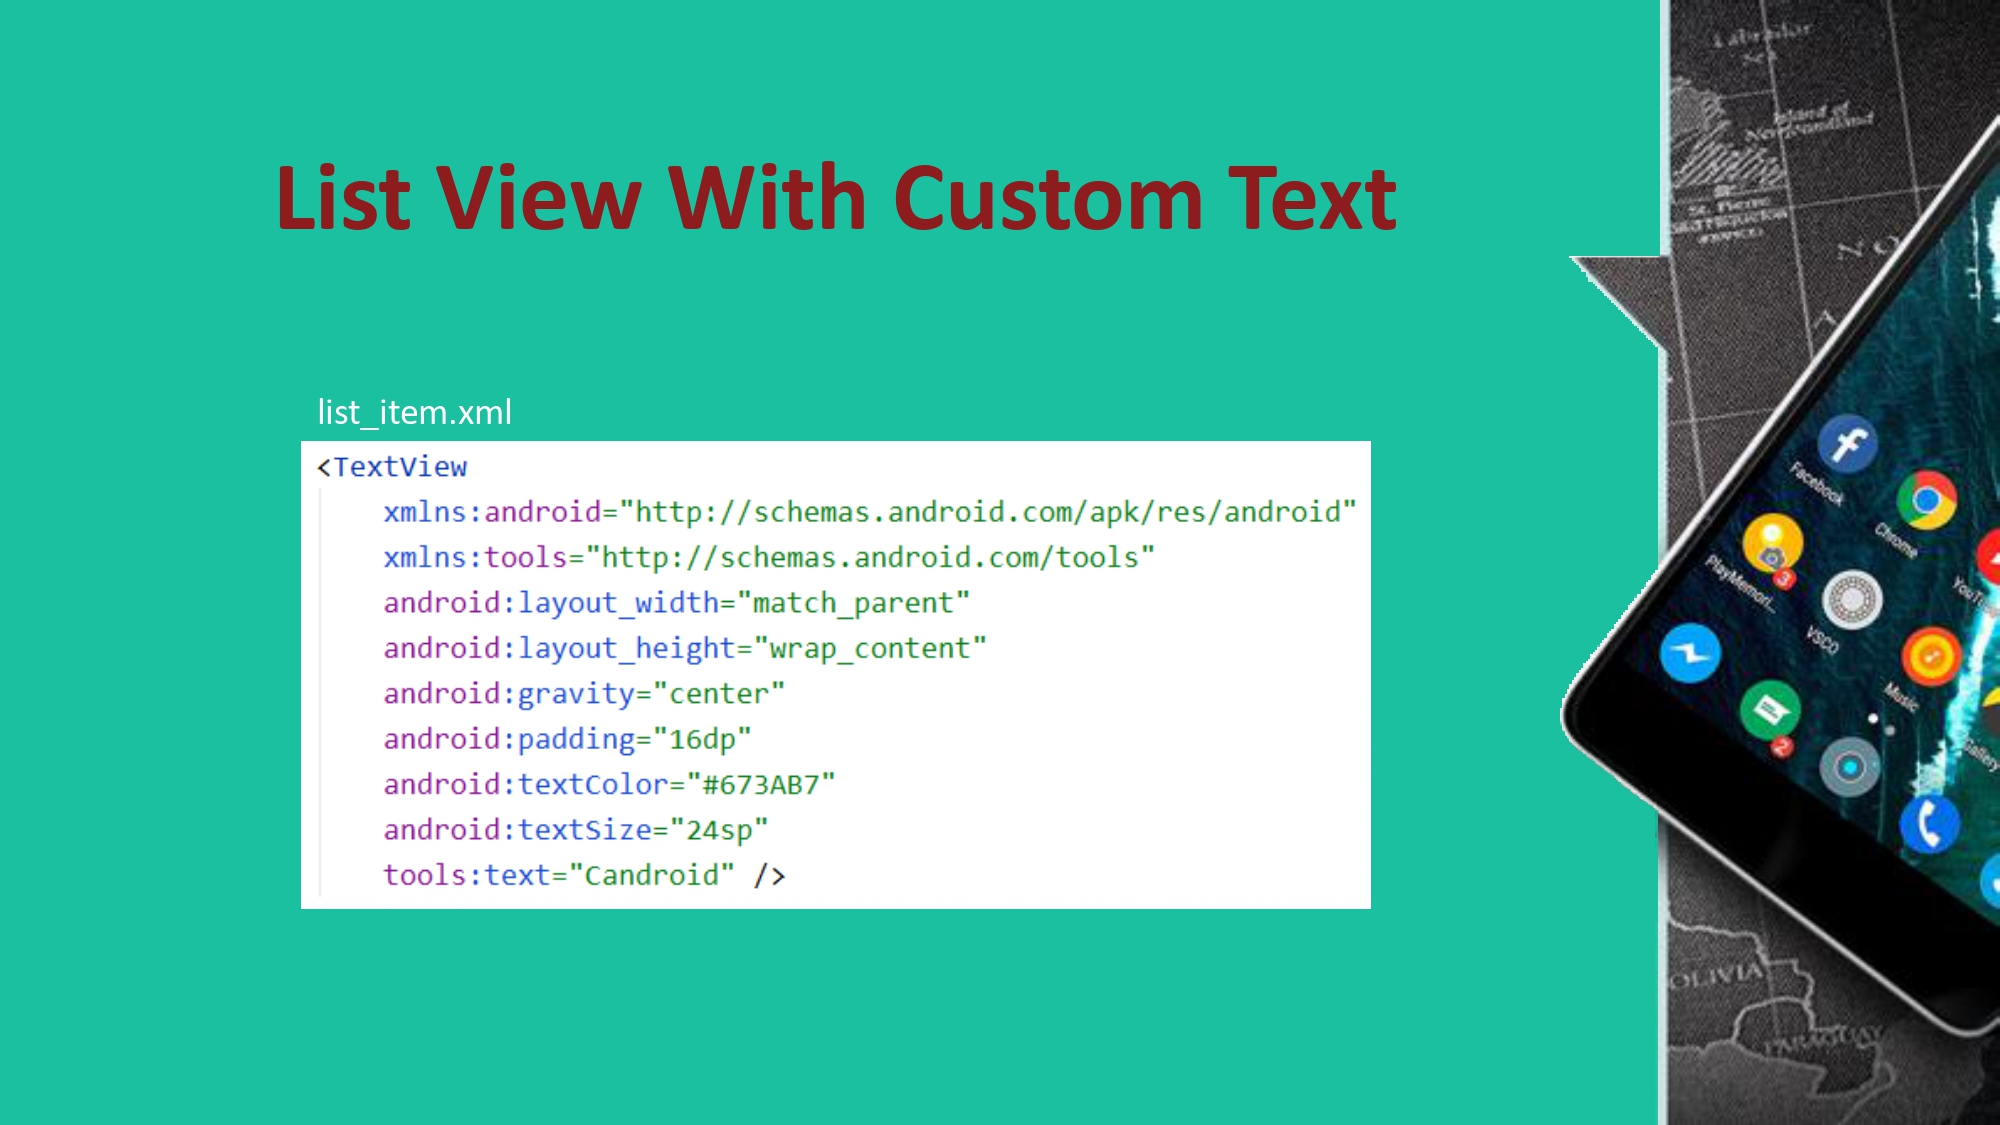 List View With Custom Text
list_item.xml
<TextView
xmlns:android="http://schemas.android.com/apk/res/android"
xmlns:tools="http://schemas.android.com/tools"
android:layout_width="match_parent"
android:layout_height="wrap_content"
android:gravity="center"
android:padding="16dp"
android:textColor="#673AB7"
android:textSize="24sp"
tools:text="Candroid" />
Labrador
Island of
Newfoundland
St. Pierre
(FRANCE)
Facebook
Chrome
PlayMemori...
3
VSCO
Music
2
Gallery
OLIVIA
PARAGUAY